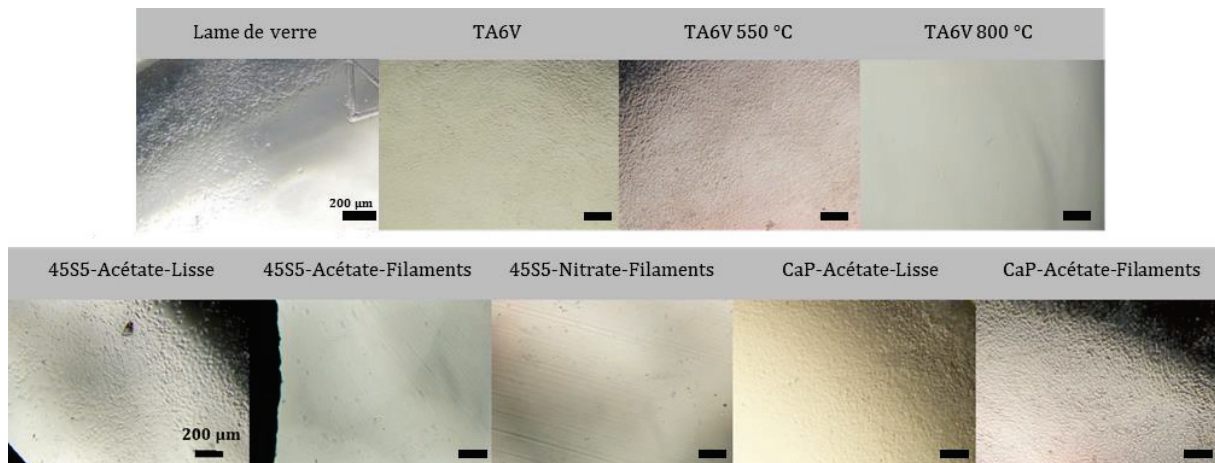 Lame de verre TA6V TA6V 550 °C TA6V 800 °C
200 µm
45S5-Acétate-Lisse 45S5-Acétate-Filaments 45S5-Nitrate-Filaments CaP-Acétate-Lisse CaP-Acétate-Filaments
200 µm